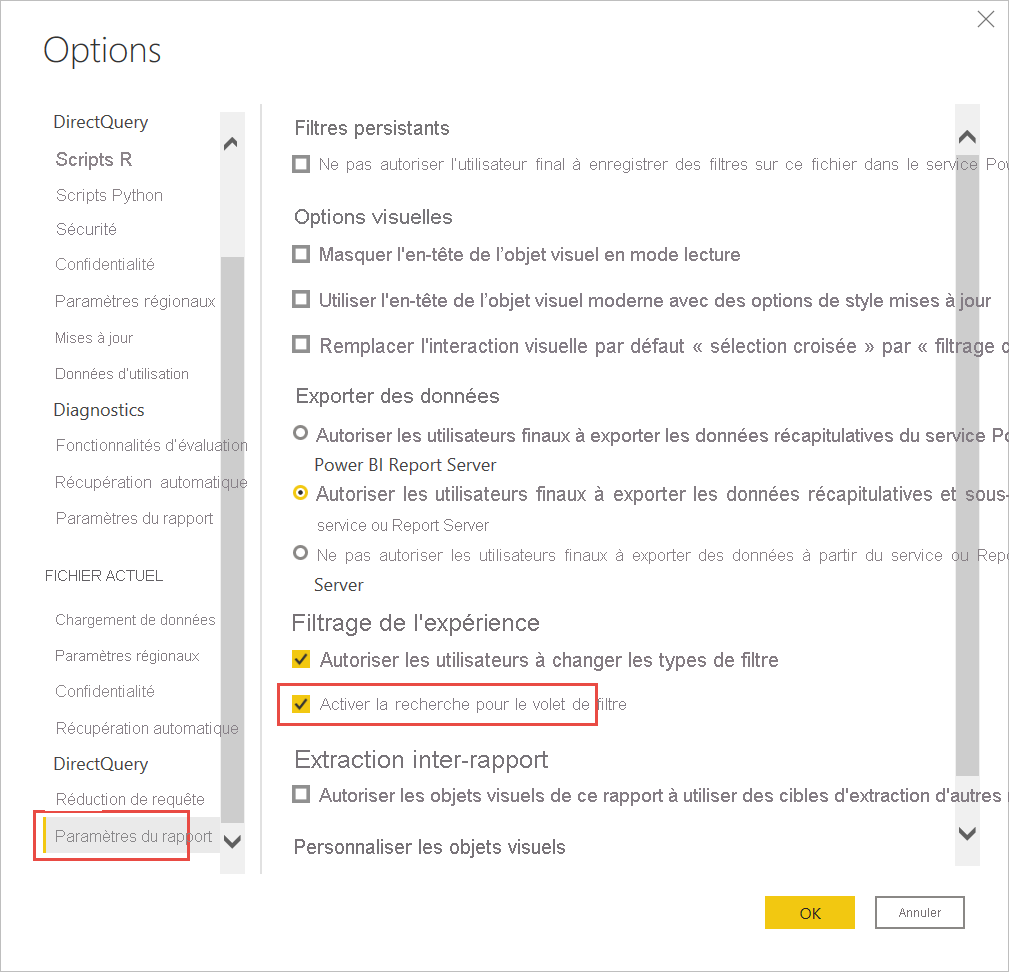 Options
DirectQuery
Scripts R
Scripts Python
Sécurité
Confidentialité
Paramètres régionaux
Mises à jour
Données d'utilisation
Diagnostics
Fonctionnalités d'évaluation
Récupération automatique
Paramètres du rapport
FICHIER ACTUEL
Chargement de données
Paramètres régionaux
Confidentialité
Récupération automatique
DirectQuery
Réduction de requête
Paramètres du rapport
Filtres persistants
Ne pas autoriser l'utilisateur final à enregistrer des filtres sur ce fichier dans le service Pow
Options visuelles
Masquer l'en-tête de l’objet visuel en mode lecture
Utiliser l'en-tête de l’objet visuel moderne avec des options de style mises à jour
Remplacer l'interaction visuelle par défaut « sélection croisée » par « filtrage c
Exporter des données
Autoriser les utilisateurs finaux à exporter les données récapitulatives du service Po
Power BI Report Server
Autoriser les utilisateurs finaux à exporter les données récapitulatives et sous-
service ou Report Server
Ne pas autoriser les utilisateurs finaux à exporter des données à partir du service ou Repo
Server
Filtrage de l'expérience
Autoriser les utilisateurs à changer les types de filtre
Activer la recherche pour le volet de filtre
Extraction inter-rapport
Autoriser les objets visuels de ce rapport à utiliser des cibles d'extraction d'autres
Personnaliser les objets visuels
OK
Annuler